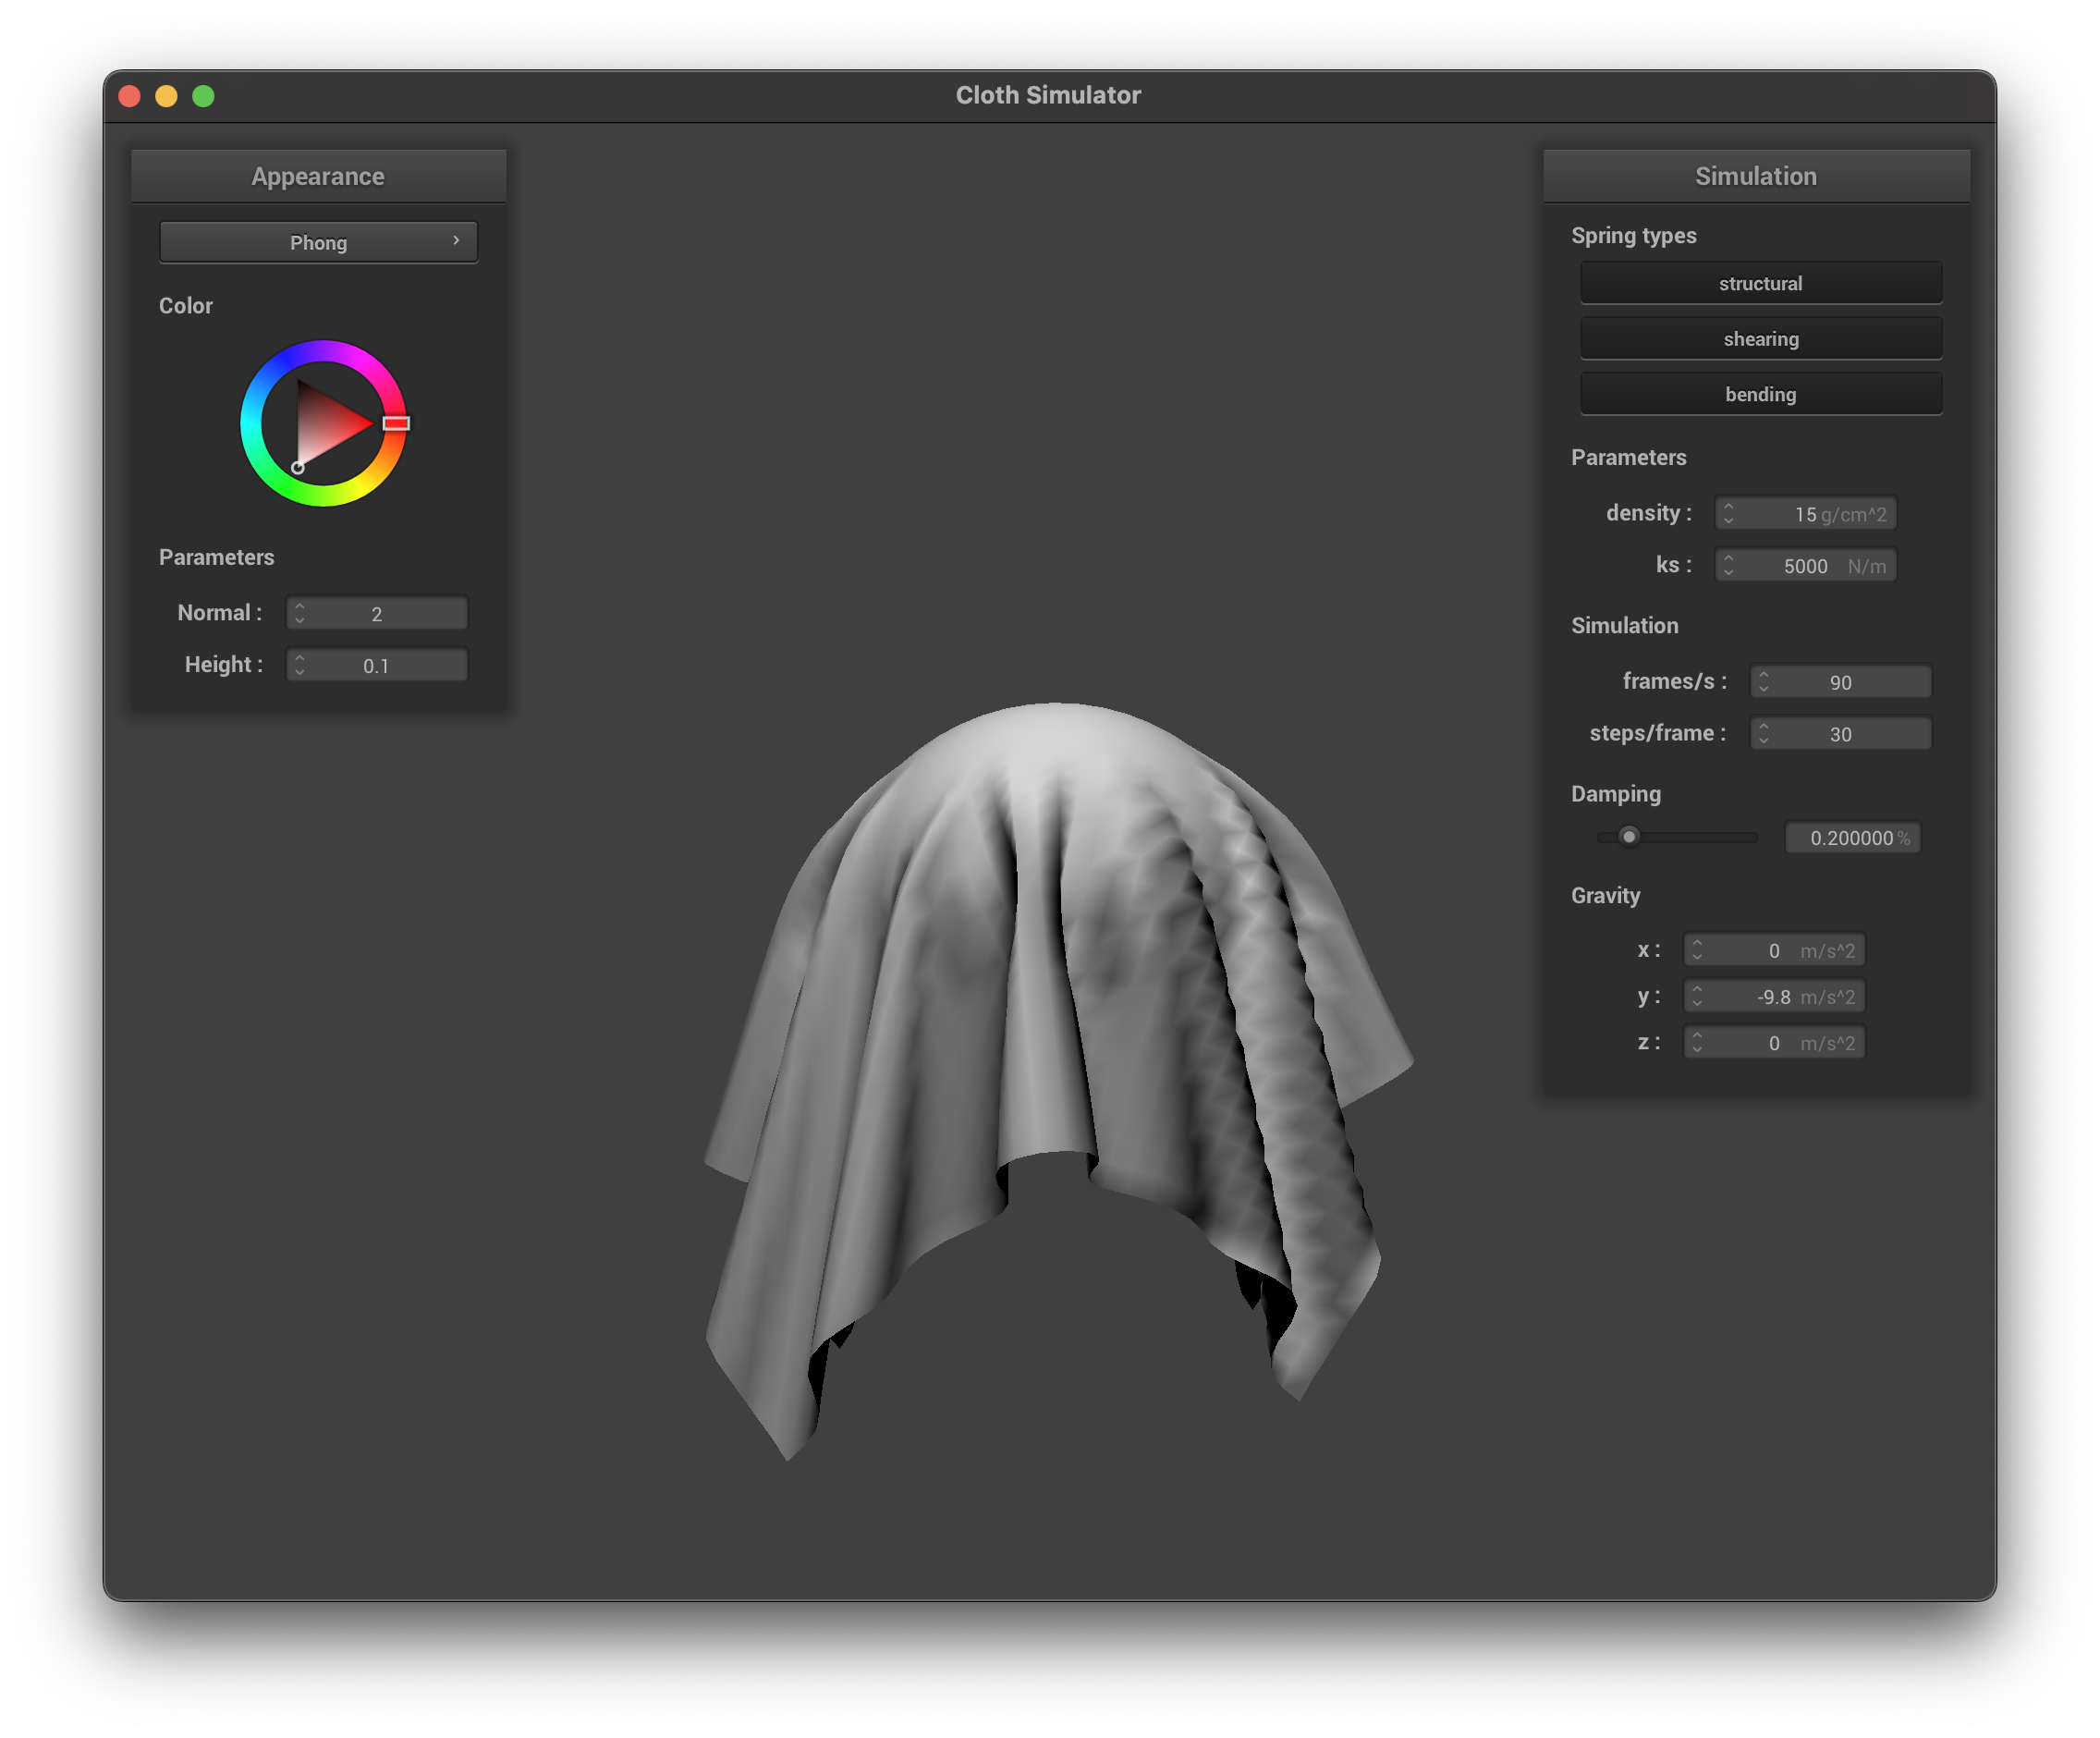 Cloth Simulator
Appearance
Phong
Color
Parameters
Normal : 2
Height : 0.1
Simulation
Spring types
structural
shearing
bending
Parameters
density : 15 g/cm^2
ks : 5000 N/m
Simulation
frames/s : 90
steps/frame : 30
Damping
0.200000 %
Gravity
x : 0 m/s^2
y : -9.8 m/s^2
z : 0 m/s^2